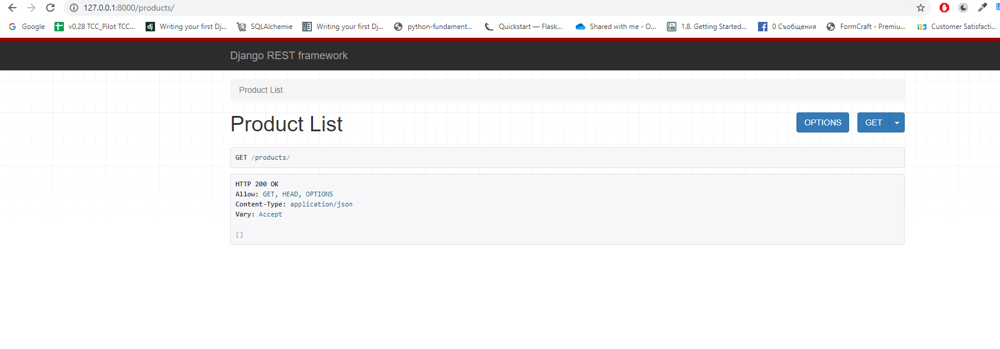 127.0.0.1:8000/products/
Google v0.28 TCC_Pilot TCC... Writing your first Dj... SQLAlchemie Writing your first Dj... python-fundament... Quickstart — Flask... Shared with me - O... 1.8. Getting Started... 0 Съобщения FormCraft - Premiu... Customer Satisfacti...
Django REST framework
Product List
Product List
OPTIONS GET
GET /products/
HTTP 200 OK
Allow: GET, HEAD, OPTIONS
Content-Type: application/json
Vary: Accept
[]